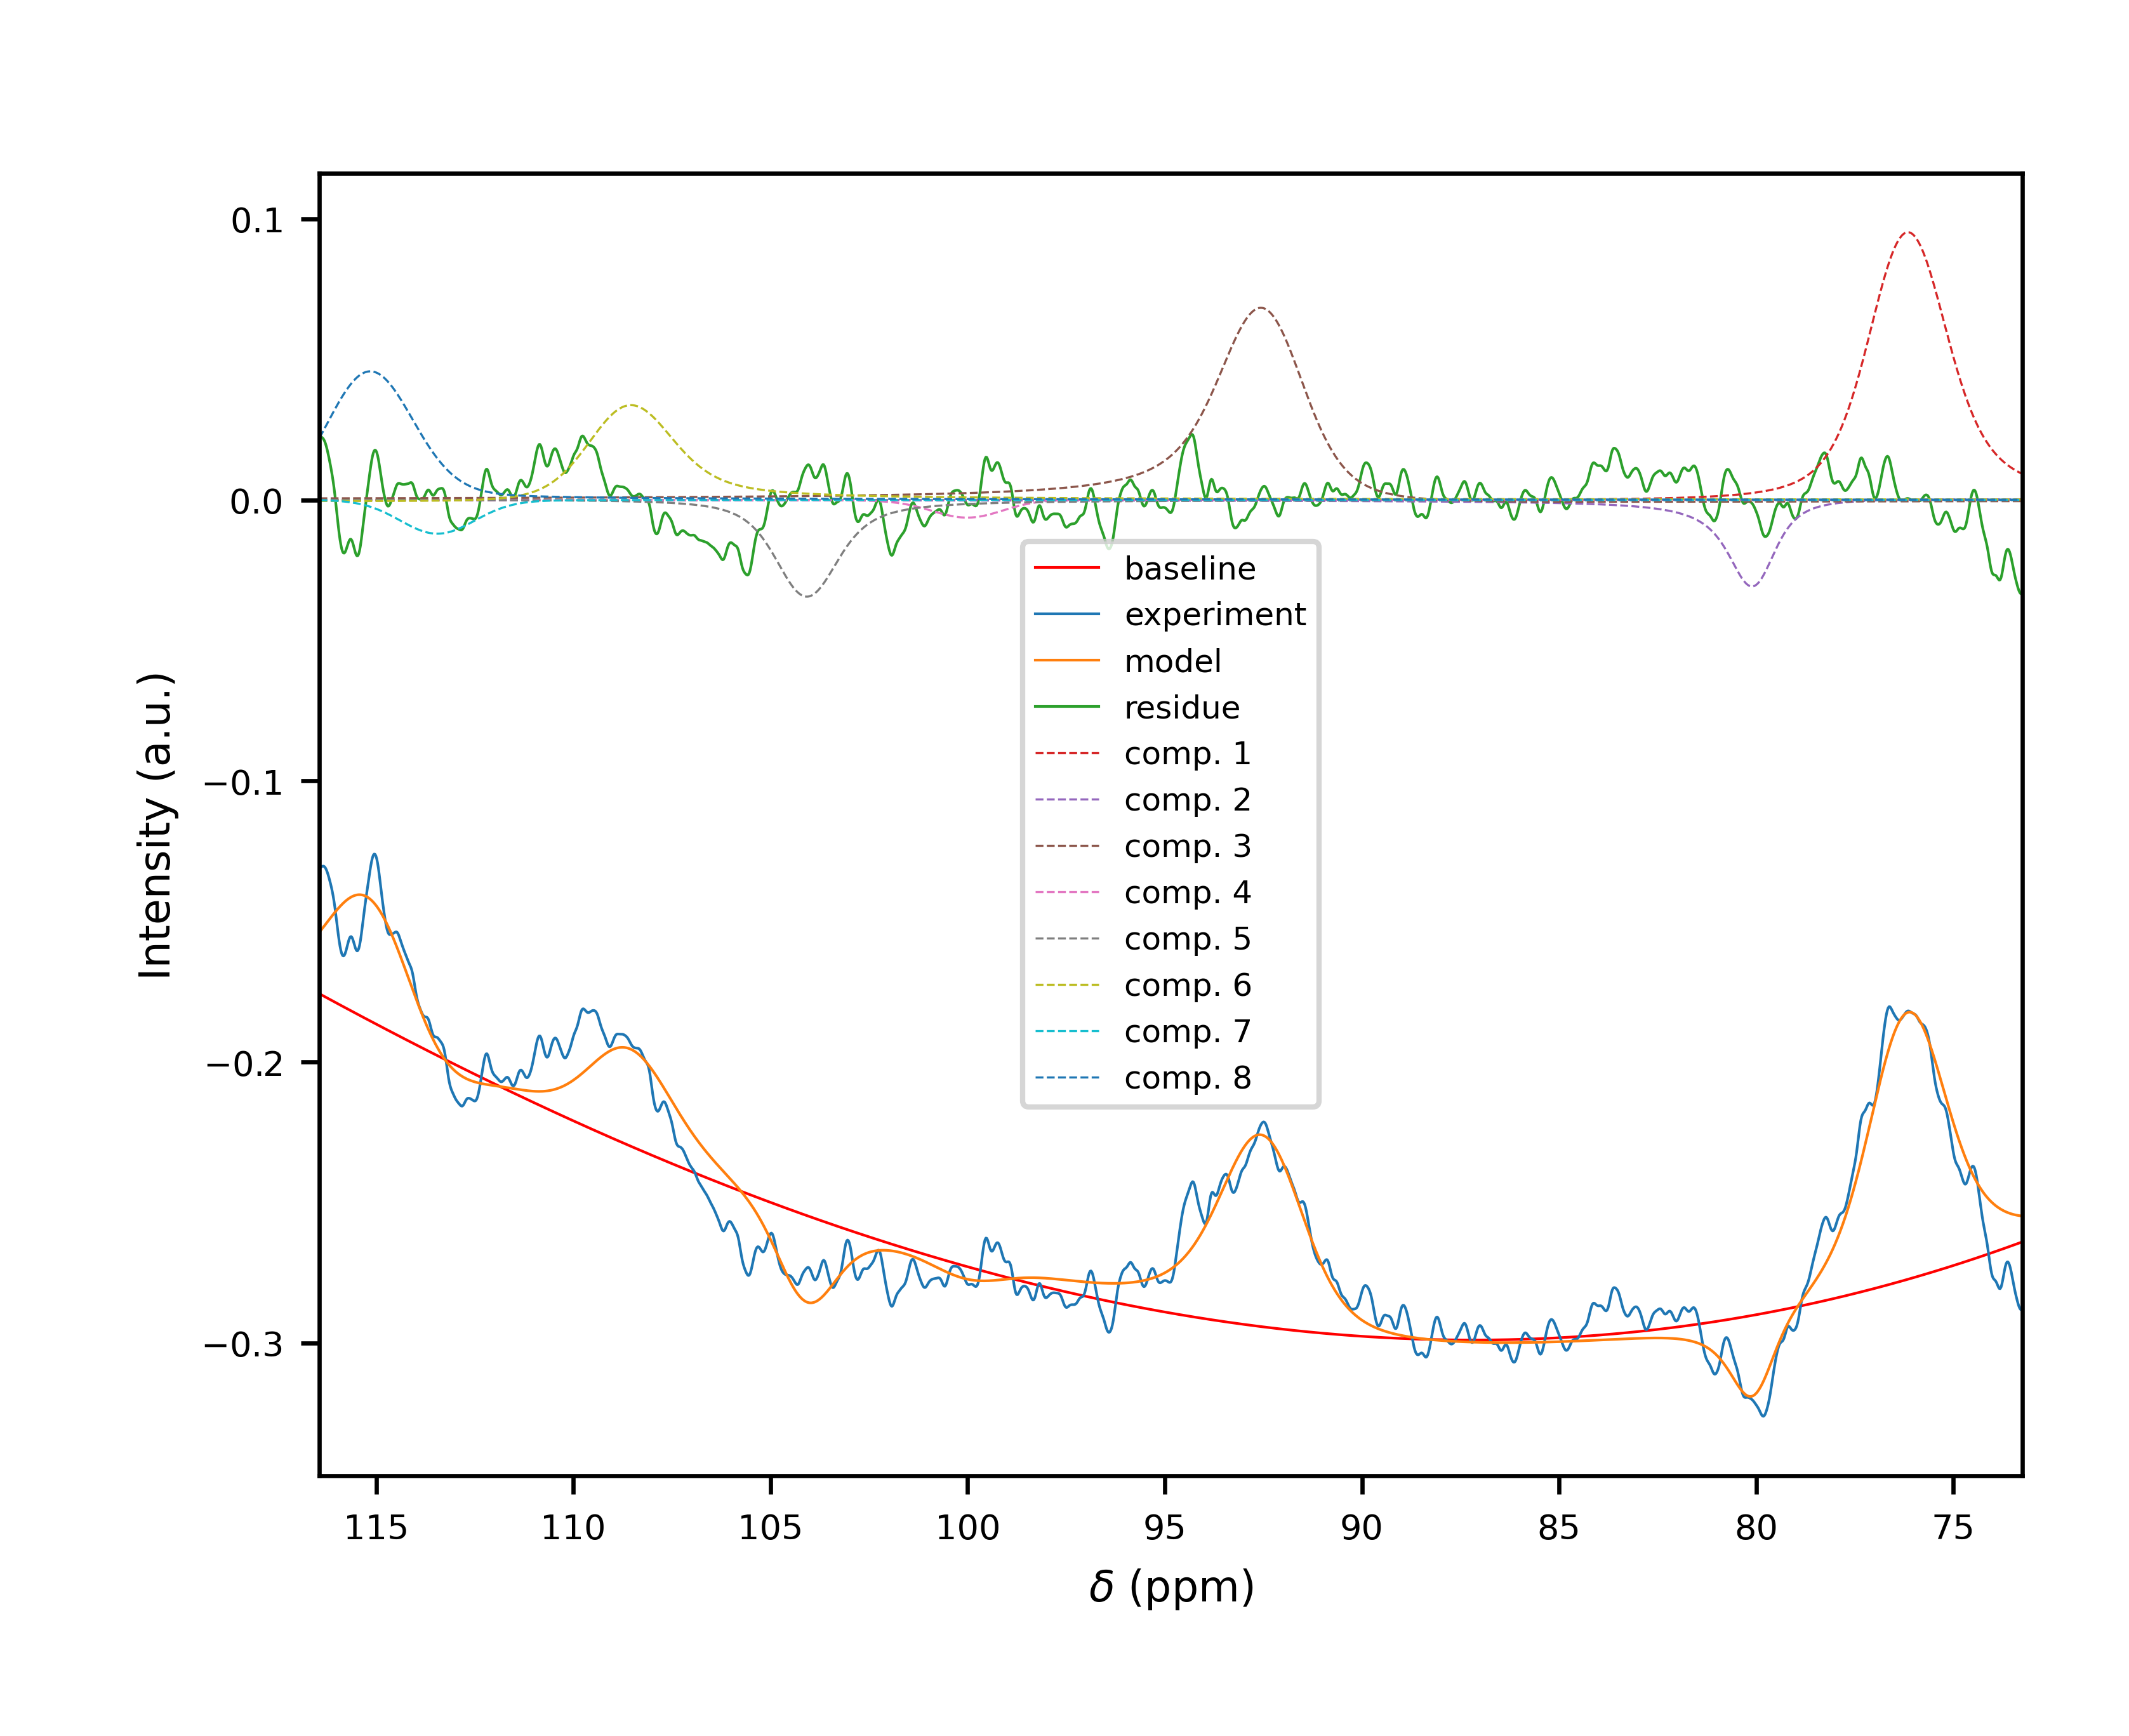 0.1
0.0
−0.1
−0.2
−0.3
Intensity (a.u.)
baseline
experiment
model
residue
comp. 1
comp. 2
comp. 3
comp. 4
comp. 5
comp. 6
comp. 7
comp. 8
115 110 105 100 95 90 85 80 75
δ (ppm)